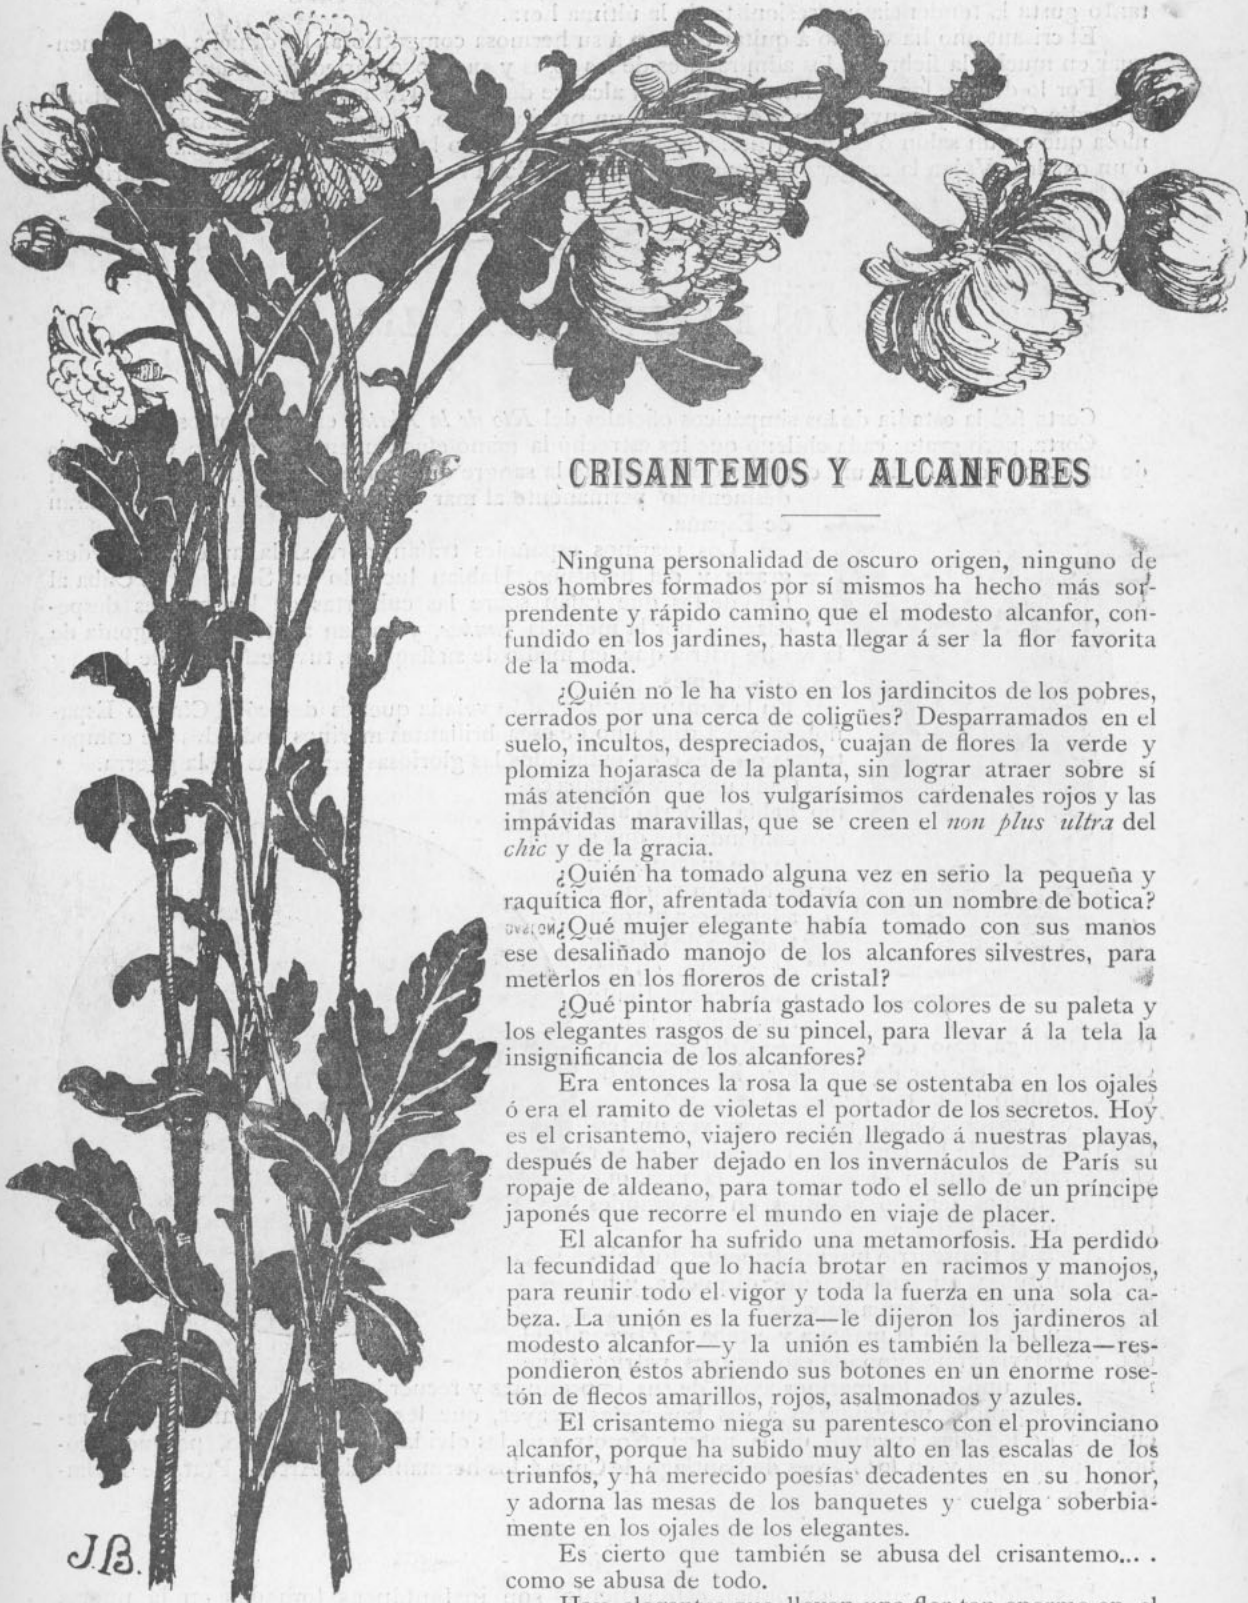 CRISANTEMOS Y ALCANFORES
Ninguna personalidad de oscuro origen, ninguno de
esos hombres formados por sí mismos ha hecho más sor-
prendente y rápido camino que el modesto alcanfor, con-
fundido en los jardines, hasta llegar á ser la flor favorita
de la moda.
¿Quién no le ha visto en los jardincitos de los pobres,
cerrados por una cerca de coligües? Desparramados en el
suelo, incultos, despreciados, cuajan de flores la verde y
plomiza hojarasca de la planta, sin lograr atraer sobre sí
más atención que los vulgarísimos cardenales rojos y las
impávidas maravillas, que se creen el non plus ultra del
chic y de la gracia.
¿Quién ha tomado alguna vez en serio la pequeña y
raquítica flor, afrentada todavía con un nombre de botica?
¿Qué mujer elegante había tomado con sus manos
ese desaliñado manojo de los alcanfores silvestres, para
meterlos en los floreros de cristal?
¿Qué pintor habría gastado los colores de su paleta y
los elegantes rasgos de su pincel, para llevar á la tela la
insignificancia de los alcanfores?
Era entonces la rosa la que se ostentaba en los ojales
ó era el ramito de violetas el portador de los secretos. Hoy
es el crisantemo, viajero recién llegado á nuestras playas,
después de haber dejado en los invernáculos de París su
ropaje de aldeano, para tomar todo el sello de un príncipe
japonés que recorre el mundo en viaje de placer.
El alcanfor ha sufrido una metamorfosis. Ha perdido
la fecundidad que lo hacía brotar en racimos y manojos,
para reunir todo el vigor y toda la fuerza en una sola ca-
beza. La unión es la fuerza—le dijeron los jardineros al
modesto alcanfor—y la unión es también la belleza—res-
pondieron éstos abriendo sus botones en un enorme rose-
tón de flecos amarillos, rojos, asalmonados y azules.
El crisantemo niega su parentesco con el provinciano
alcanfor, porque ha subido muy alto en las escalas de los
triunfos, y ha merecido poesías decadentes en su honor,
y adorna las mesas de los banquetes y cuelga soberbia-
mente en los ojales de los elegantes.
Es cierto que también se abusa del crisantemo... .
como se abusa de todo.
J.B.